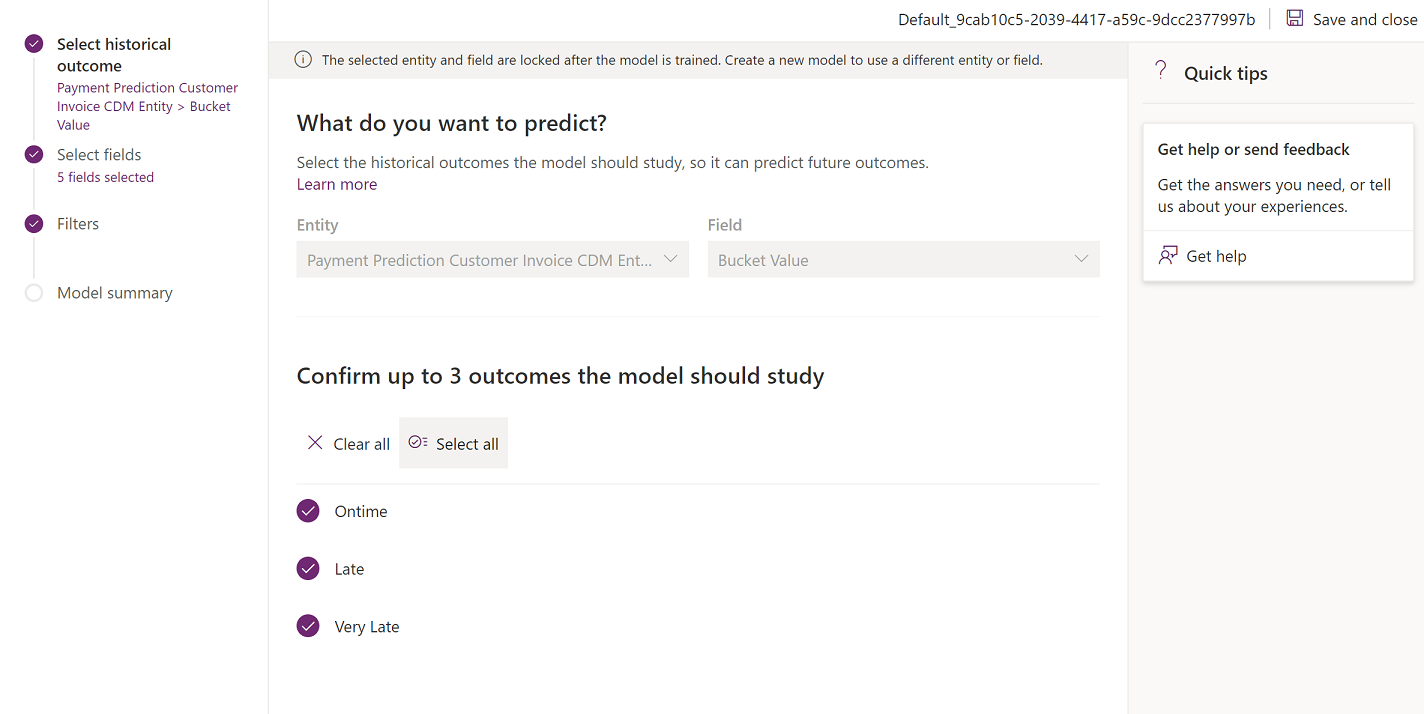 Default_9cab10c5-2039-4417-a59c-9dcc2377997b
Save and close
Select historical
outcome
Payment Prediction Customer
Invoice CDM Entity > Bucket
Value
Select fields
5 fields selected
Filters
Model summary
The selected entity and field are locked after the model is trained. Create a new model to use a different entity or field.
What do you want to predict?
Select the historical outcomes the model should study, so it can predict future outcomes.
Learn more
Entity
Payment Prediction Customer Invoice CDM Ent...
Field
Bucket Value
Confirm up to 3 outcomes the model should study
Clear all
Select all
Ontime
Late
Very Late
Quick tips
Get help or send feedback
Get the answers you need, or tell
us about your experiences.
Get help